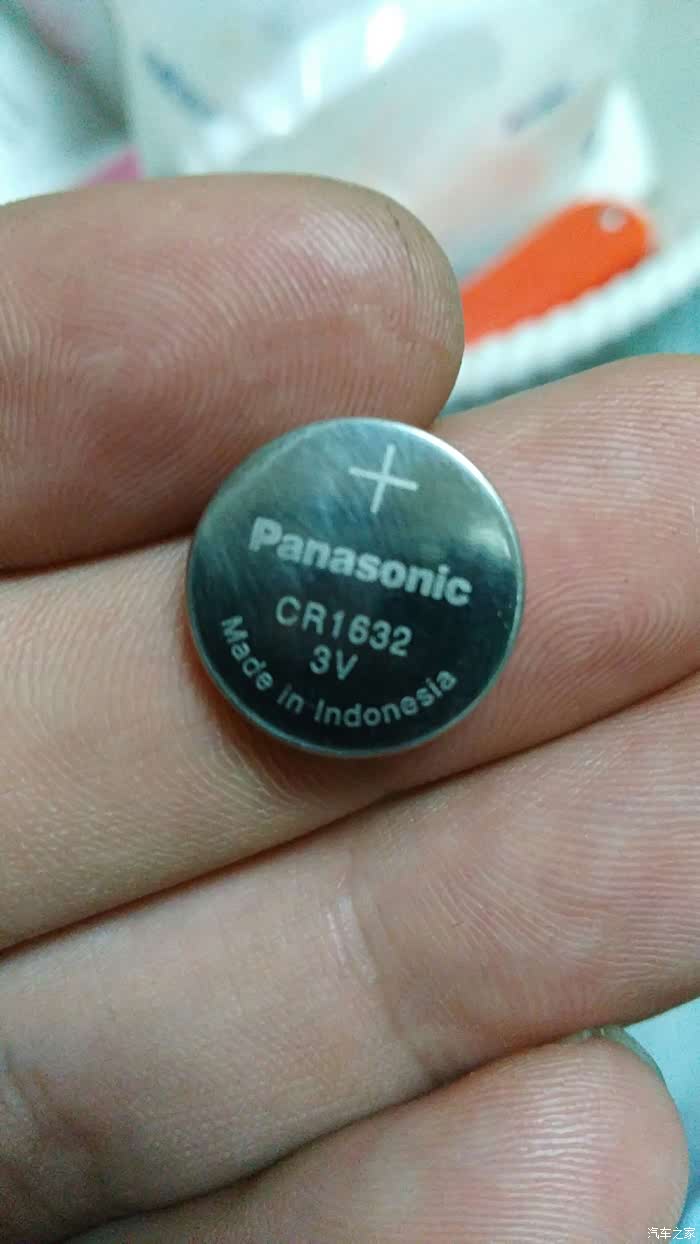 +
Panasonic
CR1632
3V
Made in Indonesia
汽车之家